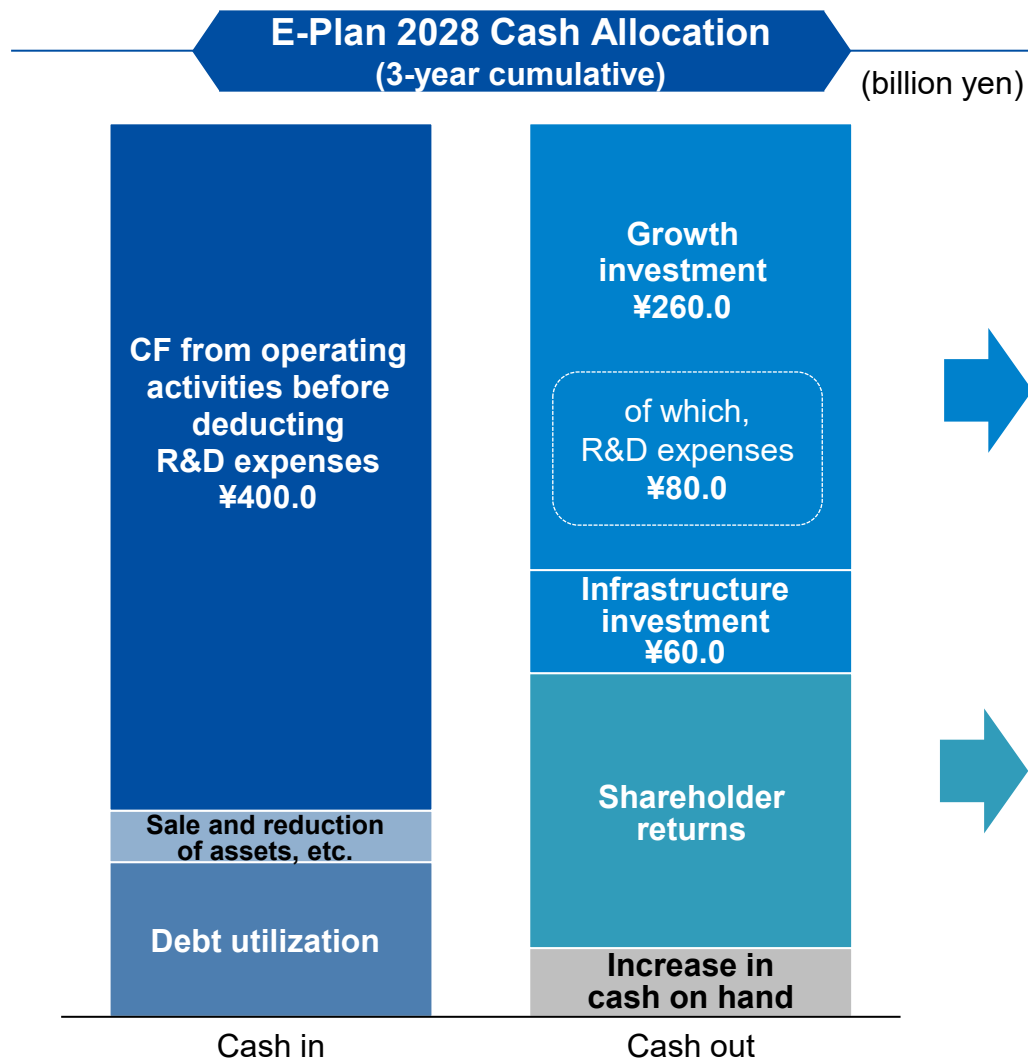 E-Plan 2028 Cash Allocation
(3-year cumulative)
(billion yen)
CF from operating
activities before
deducting
R&D expenses
¥400.0
Sale and reduction
of assets, etc.
Debt utilization
Cash in
Growth
investment
¥260.0
of which,
R&D expenses
¥80.0
Infrastructure
investment
¥60.0
Shareholder
returns
Increase in
cash on hand
Cash out